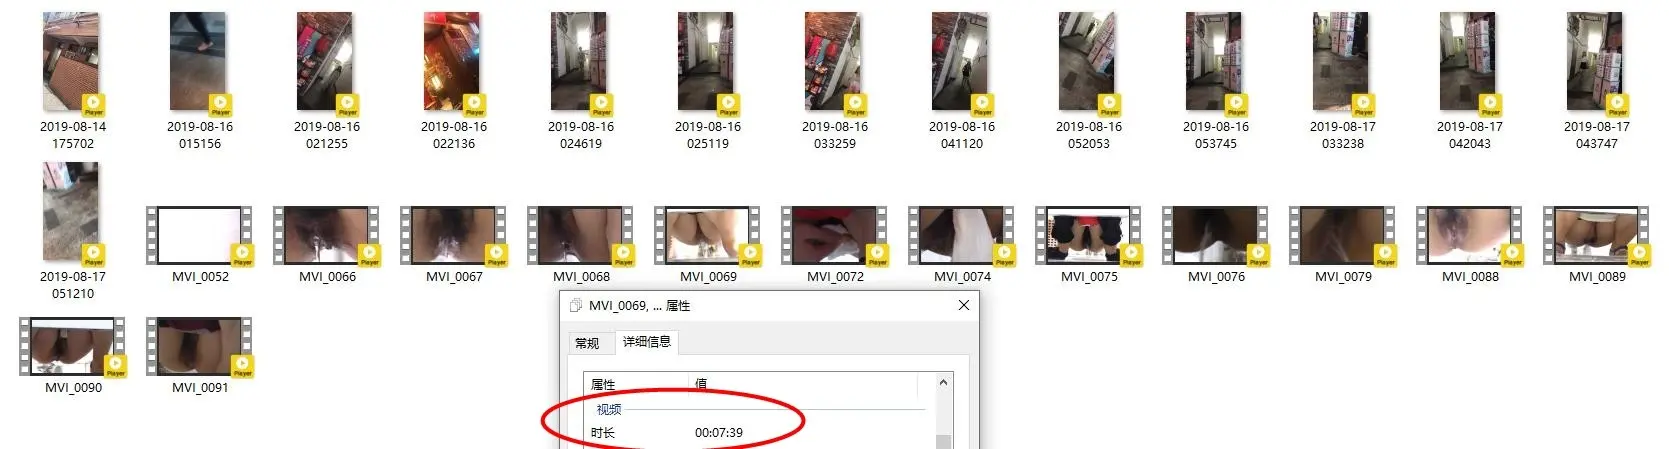 2019-08-14 2019-08-16 2019-08-16 2019-08-16 2019-08-16 2019-08-16 2019-08-16 2019-08-16 2019-08-16 2019-08-16 2019-08-17 2019-08-17 2019-08-17
175702 015156 021255 022136 024619 025119 033259 041120 052053 053745 033238 042043 043747
2019-08-17 MVI_0052 MVI_0066 MVI_0067 MVI_0068 MVI_0069 MVI_0072 MVI_0074 MVI_0075 MVI_0076 MVI_0079 MVI_0088 MVI_0089
051210
MVI_0069, ... 属性
常规 详细信息
属性 值
视频
时长 00:07:39
MVI_0090 MVI_0091